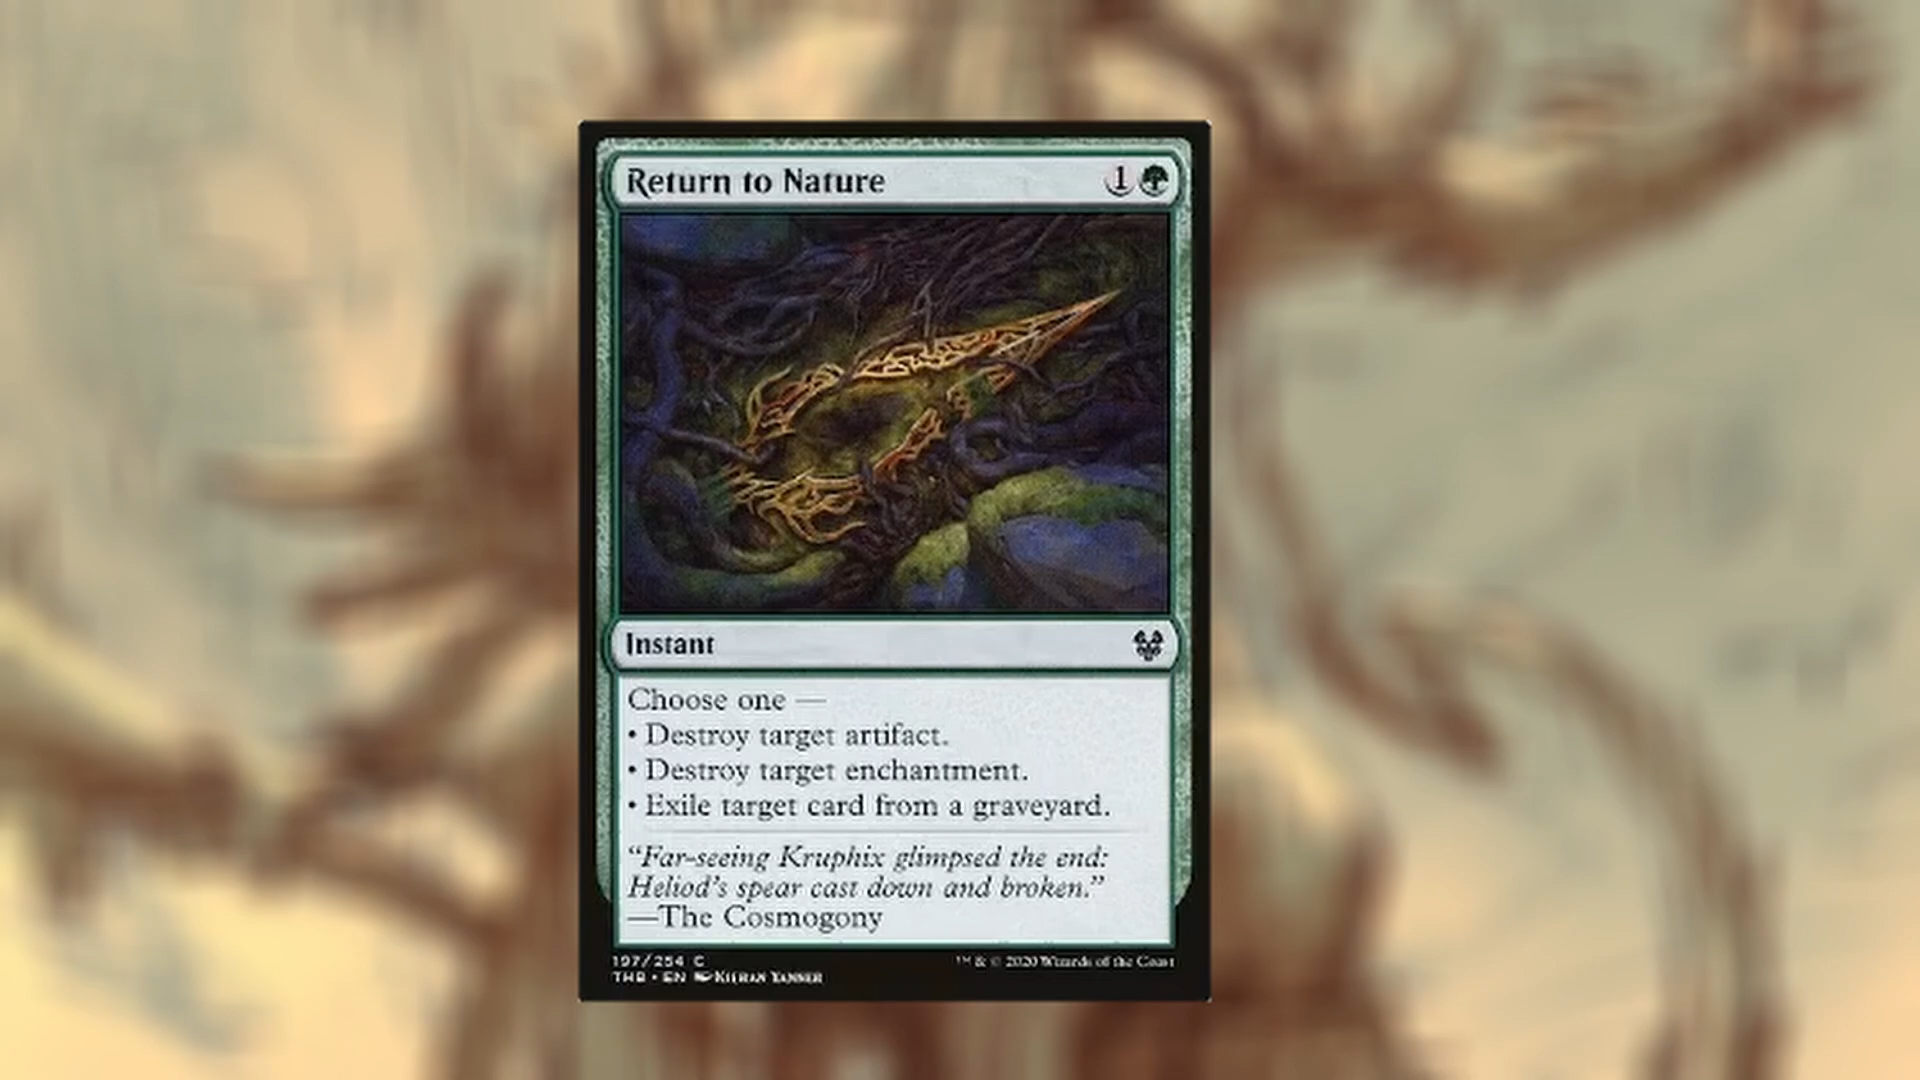 Return to Nature 1
Instant
Choose one —
• Destroy target artifact.
• Destroy target enchantment.
• Exile target card from a graveyard.
“Far-seeing Kruphix glimpsed the end:
Heliod’s spear cast down and broken.”
—The Cosmogony
197/254 C
™ & © 2020 Wizards of the Coast
THB • EN Kieran Yanner